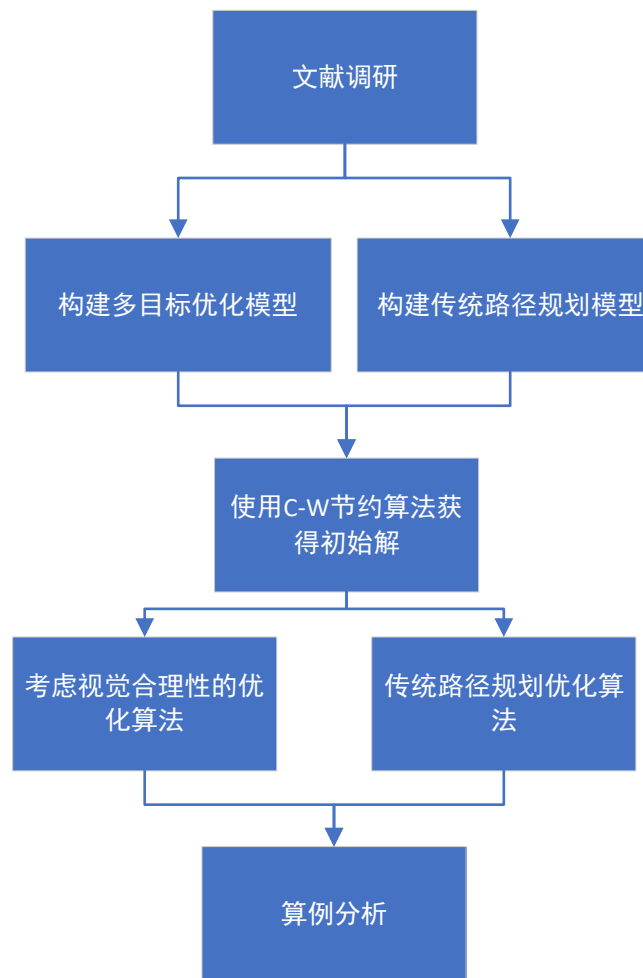 文献调研
构建多目标优化模型
构建传统路径规划模型
使用C-W节约算法获
得初始解
考虑视觉合理性的优
化算法
传统路径规划优化算
法
算例分析